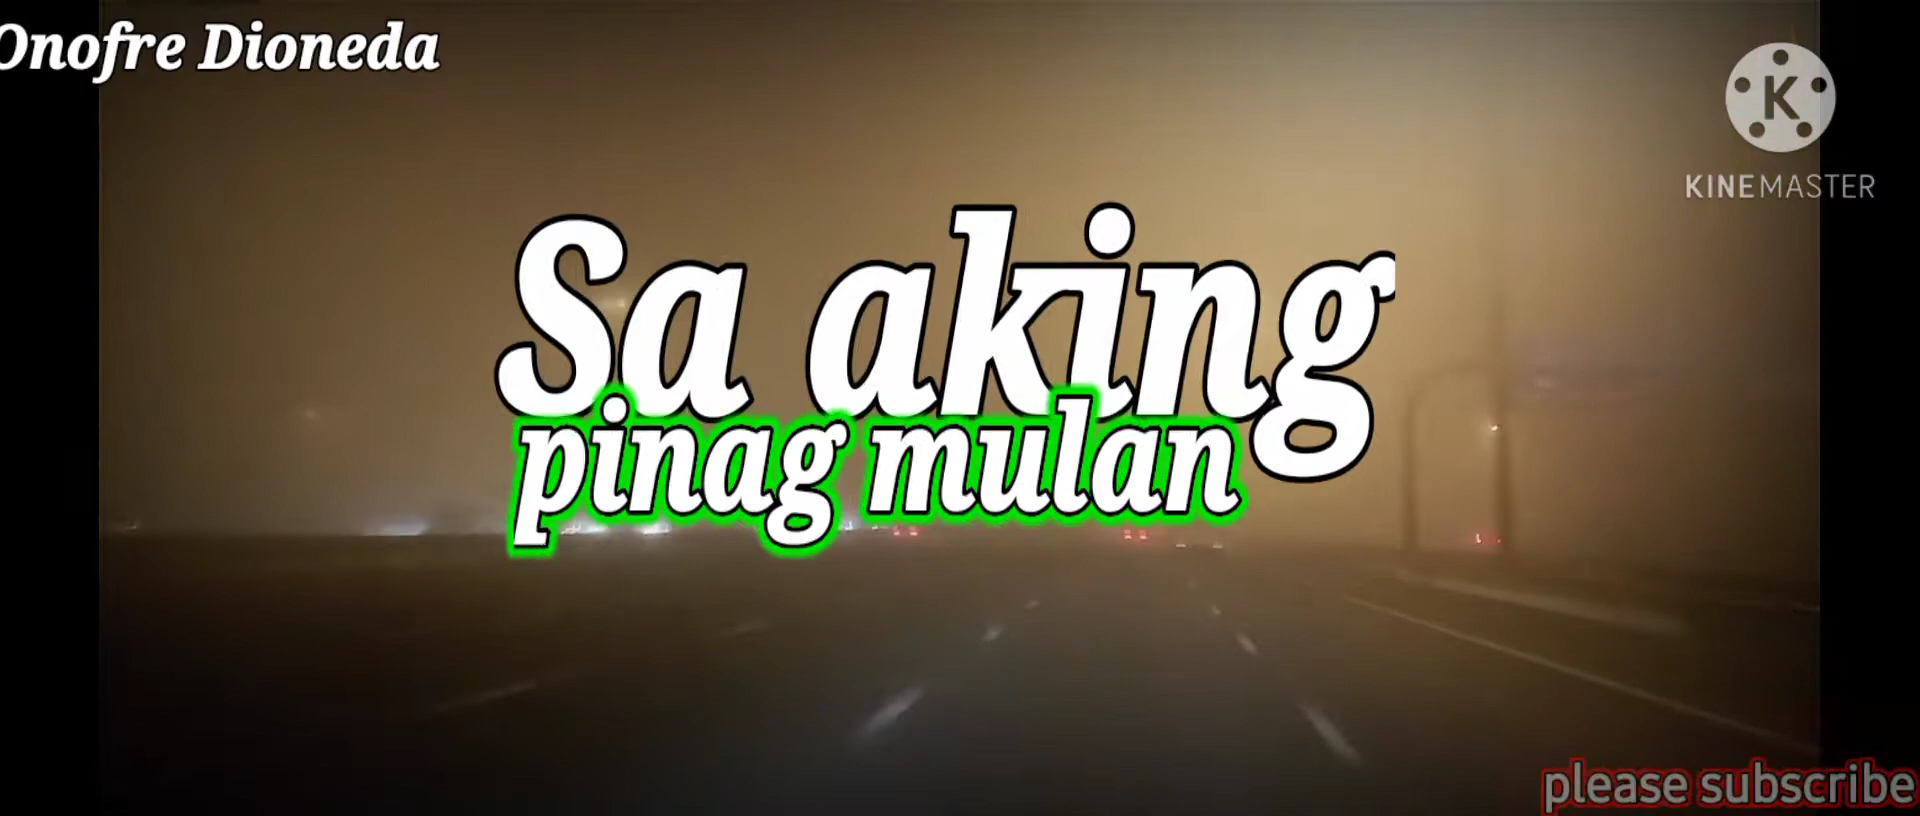 Onofre Dioneda
K
KINEMASTER
Sa aking
pinag mulan
please subscribe